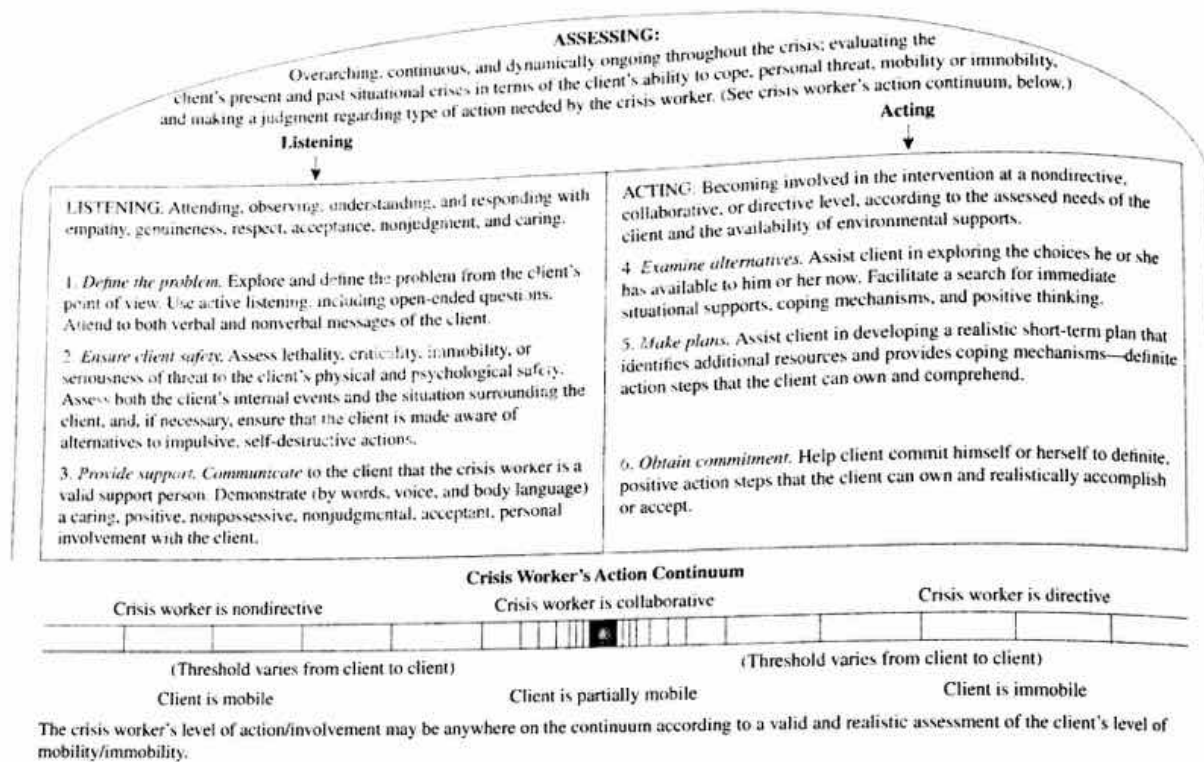 ASSESSING:
Overarching, continuous, and dynamically ongoing throughout the crisis; evaluating the
client's present and past situational crises in terms of the client's ability to cope, personal threat, mobility or immobility,
and making a judgment regarding type of action needed by the crisis worker. (See crisis worker's action continuum, below.)
Listening
LISTENING: Attending, observing, understanding, and responding with
empathy, genuineness, respect, acceptance, nonjudgment, and caring.
1. Define the problem. Explore and define the problem from the client's
point of view. Use active listening, including open-ended questions.
Attend to both verbal and nonverbal messages of the client.
2. Ensure client safety. Assess lethality, criticality, immobility, or
seriousness of threat to the client's physical and psychological safety.
Assess both the client's internal events and the situation surrounding the
client, and, if necessary, ensure that the client is made aware of
alternatives to impulsive, self-destructive actions.
3. Provide support. Communicate to the client that the crisis worker is a
valid support person. Demonstrate (by words, voice, and body language)
a caring, positive, nonpossessive, nonjudgmental, acceptant, personal
involvement with the client.
Acting
ACTING: Becoming involved in the intervention at a nondirective,
collaborative, or directive level, according to the assessed needs of the
client and the availability of environmental supports.
4. Examine alternatives. Assist client in exploring the choices he or she
has available to him or her now. Facilitate a search for immediate
situational supports, coping mechanisms, and positive thinking.
5. Make plans. Assist client in developing a realistic short-term plan that
identifies additional resources and provides coping mechanisms—definite
action steps that the client can own and comprehend.
6. Obtain commitment. Help client commit himself or herself to definite,
positive action steps that the client can own and realistically accomplish
or accept.
Crisis Worker's Action Continuum
Crisis worker is nondirective
Crisis worker is collaborative
Crisis worker is directive
(Threshold varies from client to client)
(Threshold varies from client to client)
Client is mobile
Client is partially mobile
Client is immobile
The crisis worker's level of action/involvement may be anywhere on the continuum according to a valid and realistic assessment of the client's level of
mobility/immobility.